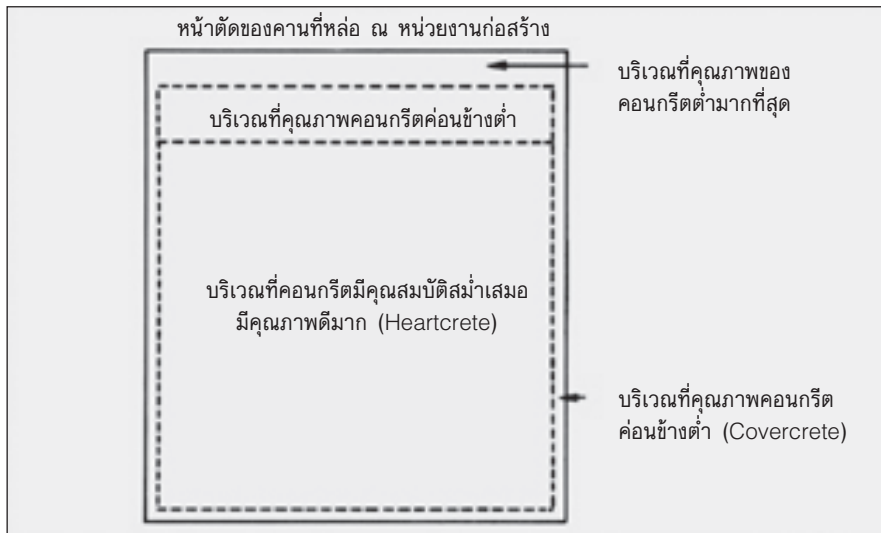 หน้าตัดของคานที่หล่อ ณ หน่วยงานก่อสร้าง
บริเวณที่คุณภาพของ
คอนกรีตต่ำมากที่สุด
บริเวณที่คุณภาพคอนกรีตค่อนข้างต่ำ
บริเวณที่คอนกรีตมีคุณสมบัติสม่ำเสมอ
มีคุณภาพดีมาก (Heartcrete)
บริเวณที่คุณภาพคอนกรีต
ค่อนข้างต่ำ (Covercrete)